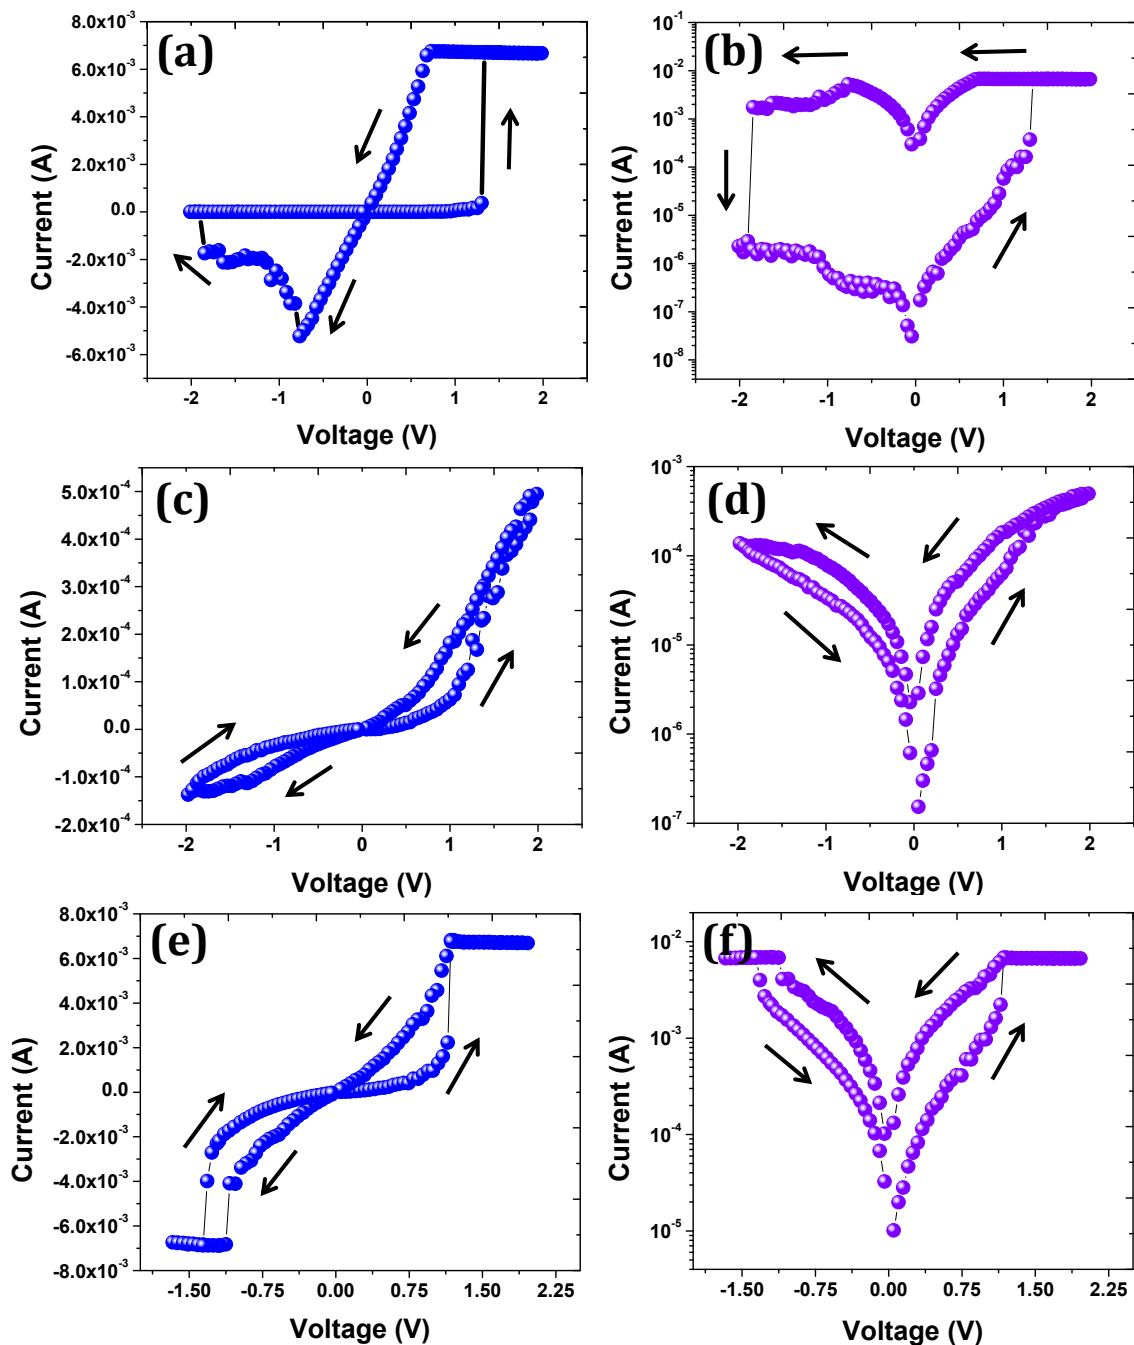 (a)
8.0x10⁻³
6.0x10⁻³
4.0x10⁻³
2.0x10⁻³
0.0
-2.0x10⁻³
-4.0x10⁻³
-6.0x10⁻³
Current (A)
-2 -1 0 1 2
Voltage (V)
(b)
10⁻¹
10⁻²
10⁻³
10⁻⁴
10⁻⁵
10⁻⁶
10⁻⁷
10⁻⁸
Current (A)
-2 -1 0 1 2
Voltage (V)
(c)
5.0x10⁻⁴
4.0x10⁻⁴
3.0x10⁻⁴
2.0x10⁻⁴
1.0x10⁻⁴
0.0
-1.0x10⁻⁴
-2.0x10⁻⁴
Current (A)
-2 -1 0 1 2
Voltage (V)
(d)
10⁻³
10⁻⁴
10⁻⁵
10⁻⁶
10⁻⁷
Current (A)
-2 -1 0 1 2
Voltage (V)
(e)
8.0x10⁻³
6.0x10⁻³
4.0x10⁻³
2.0x10⁻³
0.0
-2.0x10⁻³
-4.0x10⁻³
-6.0x10⁻³
-8.0x10⁻³
Current (A)
-1.50 -0.75 0.00 0.75 1.50 2.25
Voltage (V)
(f)
10⁻²
10⁻³
10⁻⁴
10⁻⁵
Current (A)
-1.50 -0.75 0.00 0.75 1.50 2.25
Voltage (V)